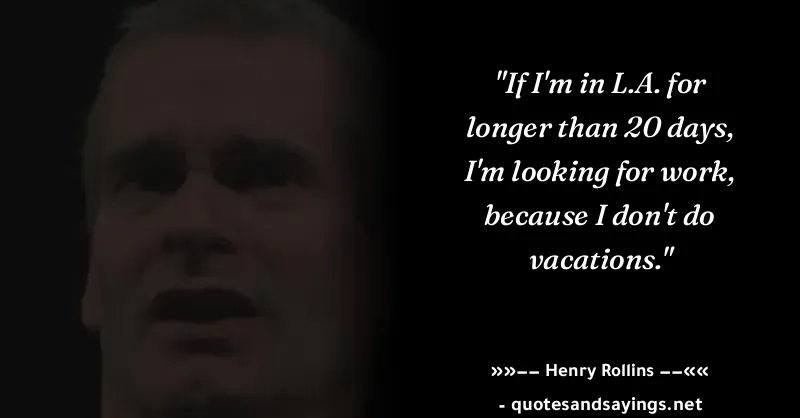 "If I'm in L.A. for
longer than 20 days,
I'm looking for work,
because I don't do
vacations."
»»−− Henry Rollins −−««
- quotesandsayings.net